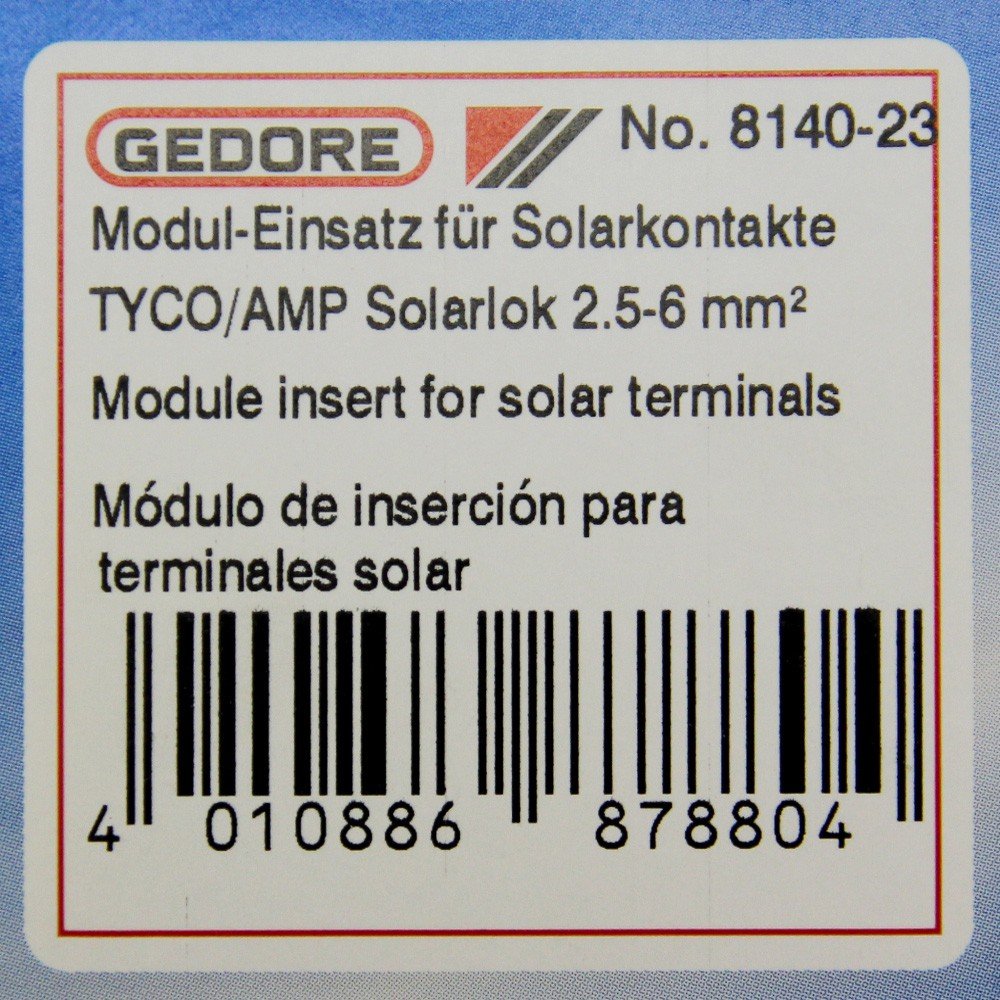 GEDORE No. 8140-23
Modul-Einsatz für Solarkontakte
TYCO/AMP Solarlok 2.5-6 mm²
Module insert for solar terminals
Módulo de inserción para
terminales solar
4 010886 878804